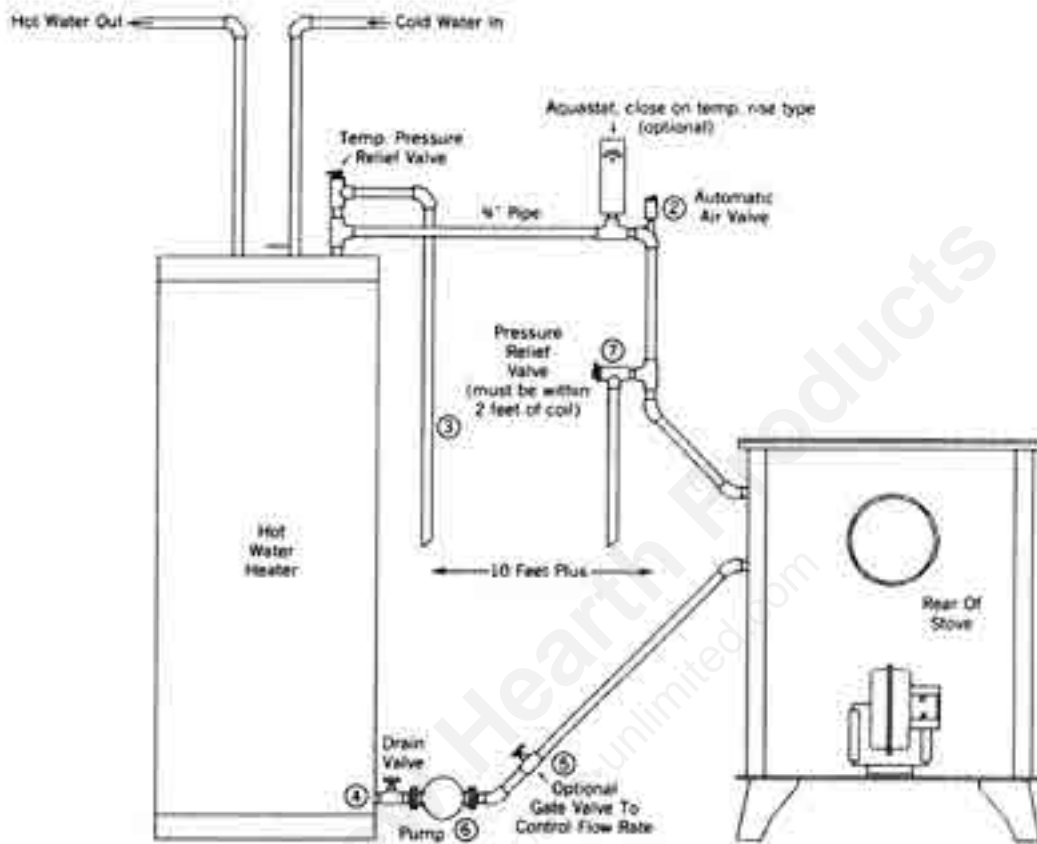 Hot Water Out
Cold Water In
Aquastat, close on temp. rise type
(optional)
Temp. Pressure
Relief Valve
② Automatic
Air Valve
¾" Pipe
Pressure
Relief
Valve
(must be within
2 feet of coil)
⑦
③
Hot
Water
Heater
10 Feet Plus
Rear Of
Stove
Drain
Valve
④
⑤
Optional
Gate Valve To
Control Flow Rate
Pump ⑥
Hearth Products
unlimited.com